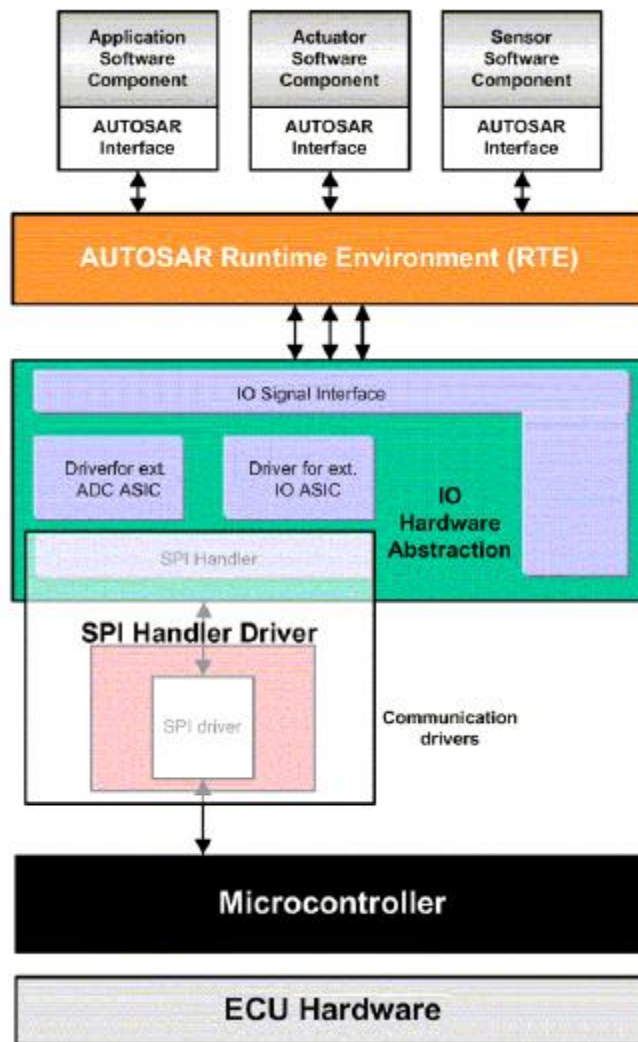 Application
Software
Component
AUTOSAR
Interface
Actuator
Software
Component
AUTOSAR
Interface
Sensor
Software
Component
AUTOSAR
Interface
AUTOSAR Runtime Environment (RTE)
IO Signal Interface
Driverfor ext.
ADC ASIC
Driver for ext.
IO ASIC
IO
Hardware
Abstraction
SPI Handler
SPI Handler Driver
SPI driver
Communication
drivers
Microcontroller
ECU Hardware